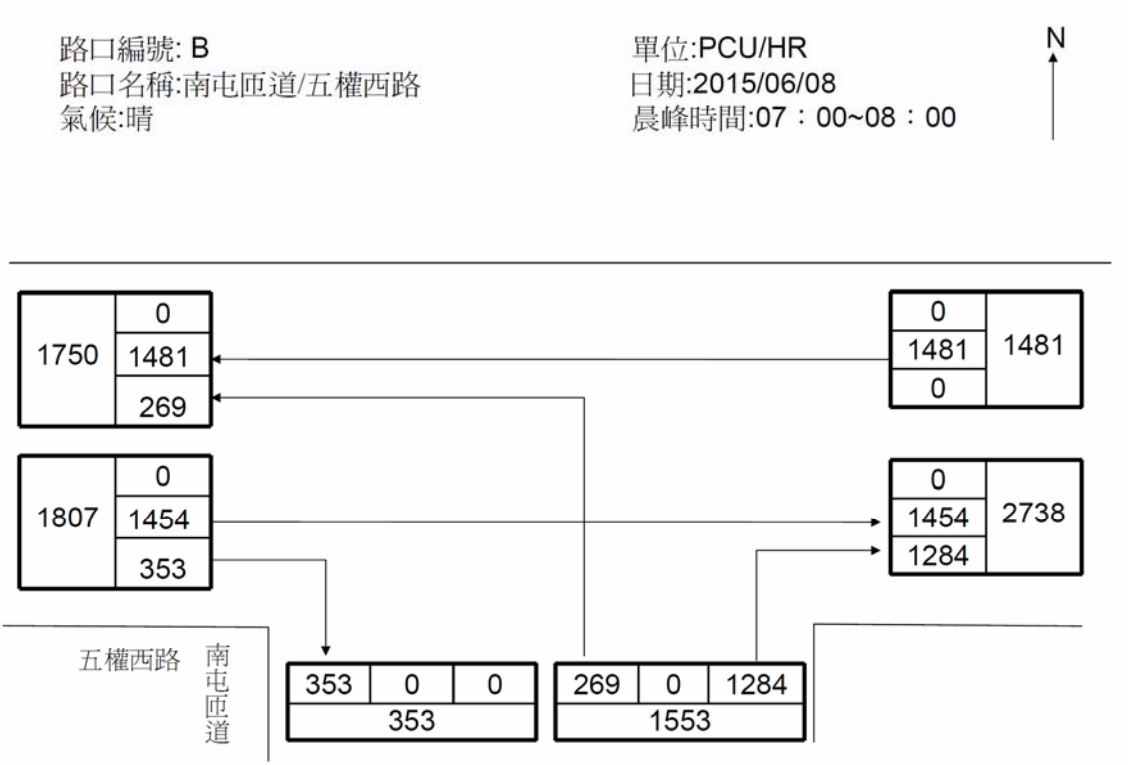 路口編號: B
路口名稱:南屯匝道/五權西路
氣候:晴
單位:PCU/HR
日期:2015/06/08
晨峰時間:07：00~08：00
N
1750
0
1481
269
0
1481
0
1481
1807
0
1454
353
0
1454
1284
2738
五權西路
南屯匝道
353 0 0
353
269 0 1284
1553